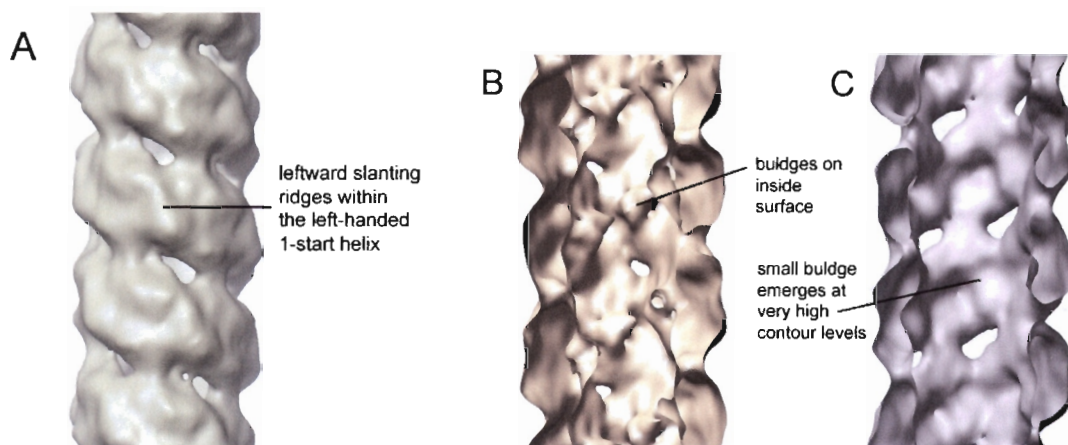 A
leftward slanting
ridges within
the left-handed
1-start helix
B
buldges on
inside
surface
small buldge
emerges at
very high
contour levels
C